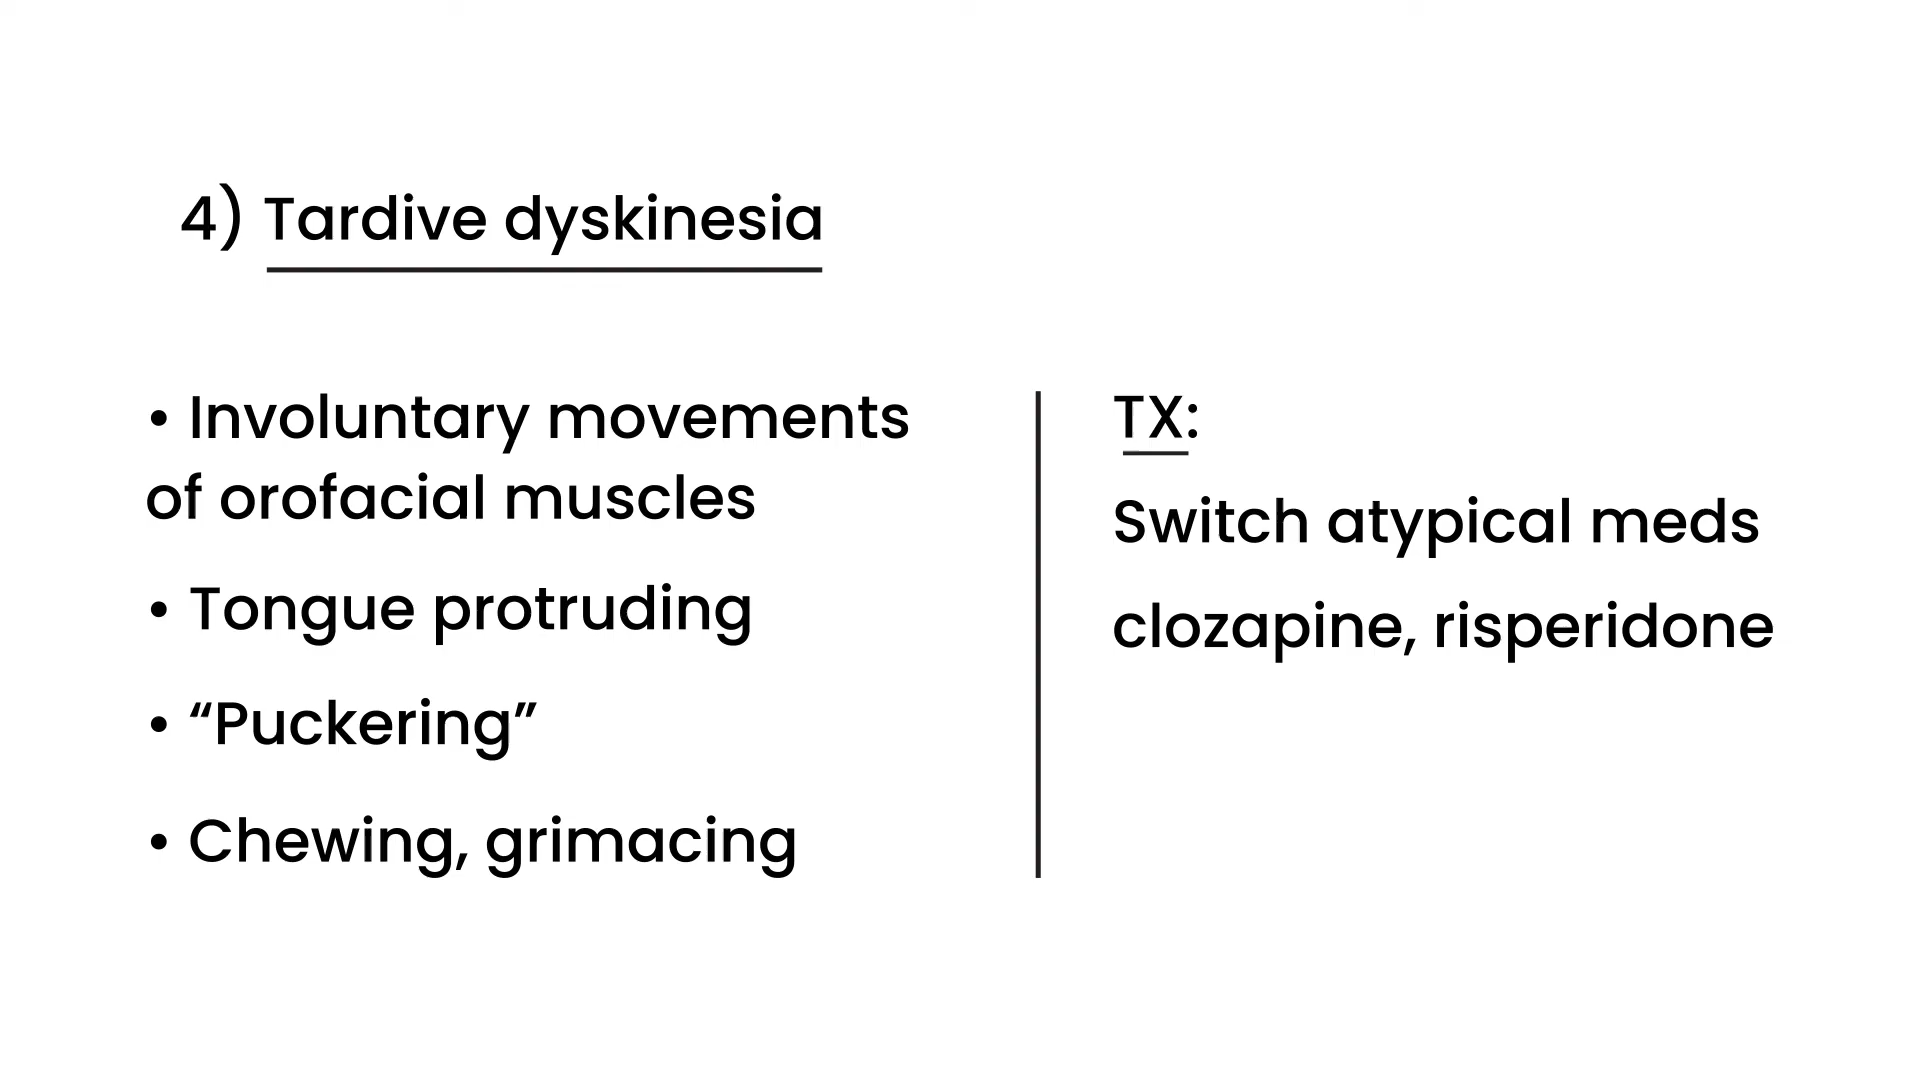 4) Tardive dyskinesia
• Involuntary movements
of orofacial muscles
• Tongue protruding
• “Puckering”
• Chewing, grimacing
TX:
Switch atypical meds
clozapine, risperidone